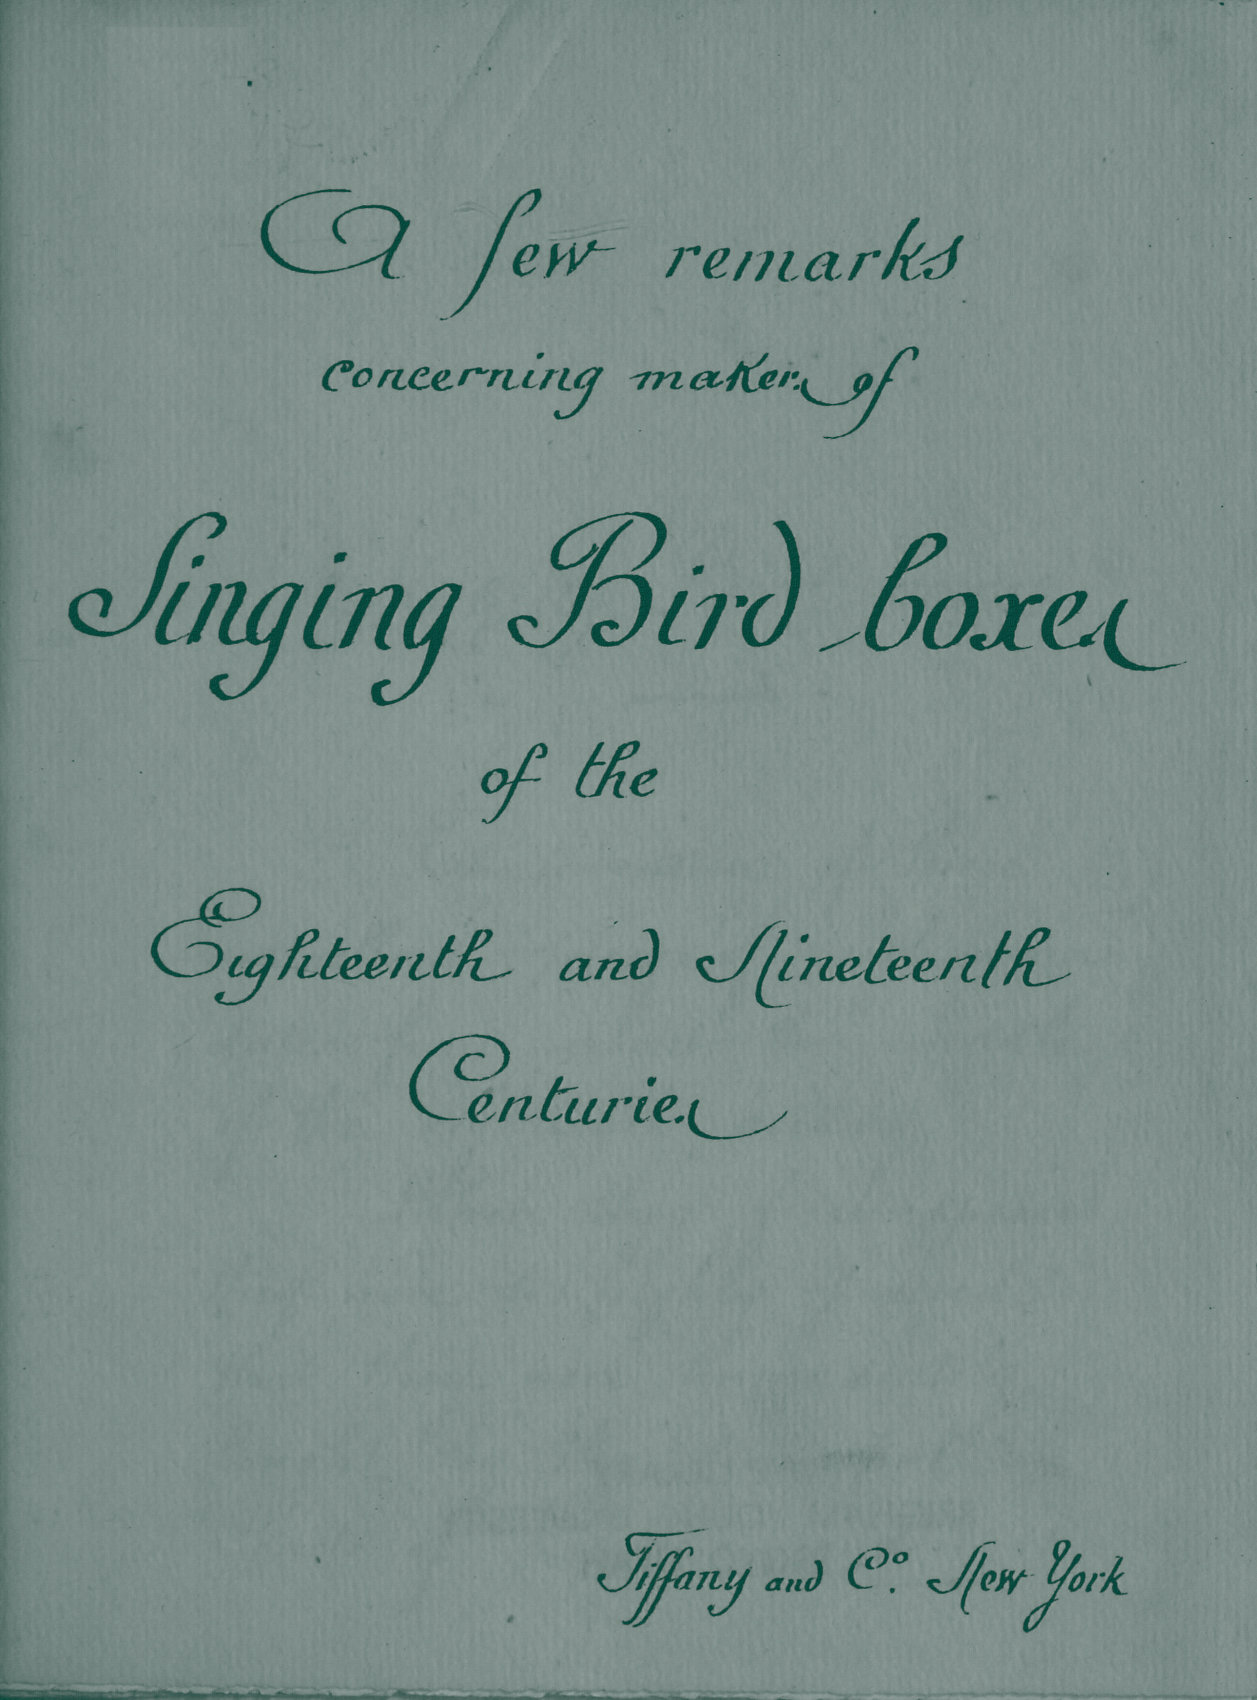 A few remarks
concerning makers of
Singing Bird boxes
of the
Eighteenth and Nineteenth
Centuries
Tiffany and Co. New York